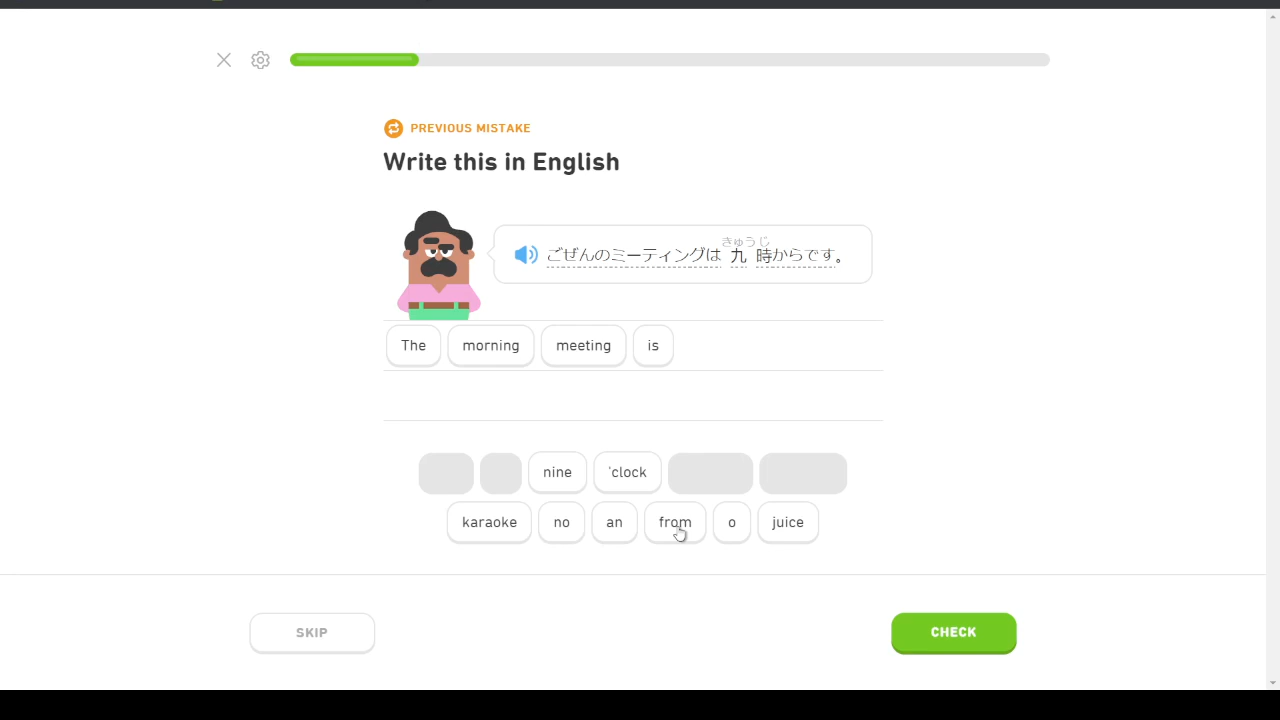 PREVIOUS MISTAKE
Write this in English
きゅうじ
ごぜんのミーティングは九時からです。
The morning meeting is
nine 'clock
karaoke no an from o juice
SKIP CHECK